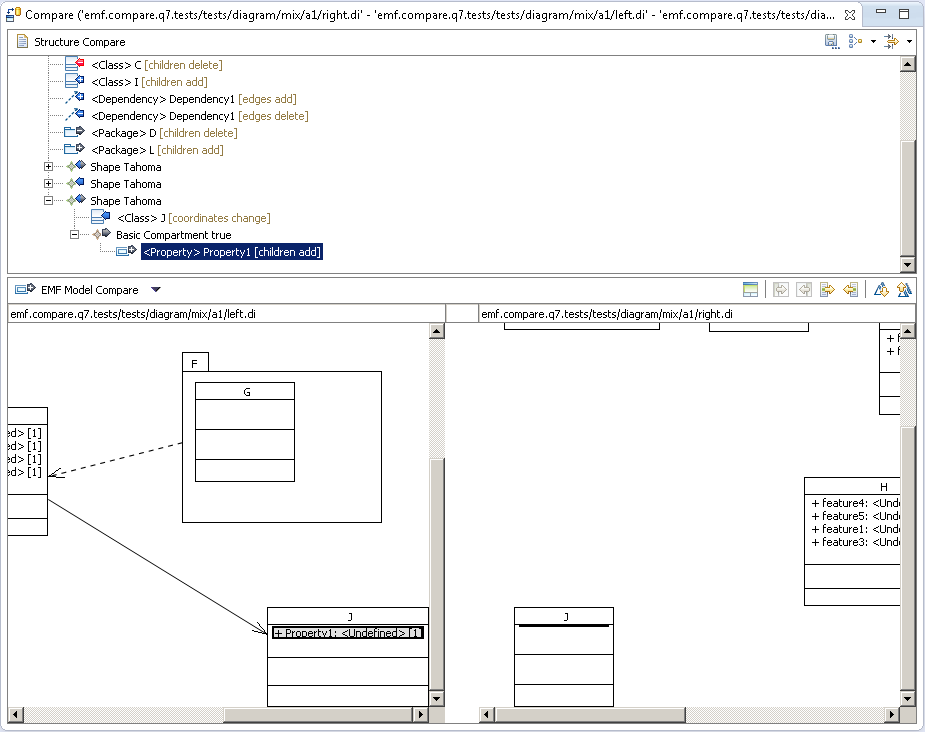 Compare ('emf.compare.q7.tests/tests/diagram/mix/a1/right.di' - 'emf.compare.q7.tests/tests/diagram/mix/a1/left.di' - 'emf.compare.q7.tests/tests/dia...
Structure Compare
<Class> C [children delete]
<Class> I [children add]
<Dependency> Dependency1 [edges add]
<Dependency> Dependency1 [edges delete]
<Package> D [children delete]
<Package> L [children add]
Shape Tahoma
Shape Tahoma
Shape Tahoma
<Class> J [coordinates change]
Basic Compartment true
<Property> Property1 [children add]
EMF Model Compare
emf.compare.q7.tests/tests/diagram/mix/a1/left.di
F
G
ed> [1]
ed> [1]
ed> [1]
ed> [1]
J
+ Property1: <Undefined> [1]
emf.compare.q7.tests/tests/diagram/mix/a1/right.di
+ f
+ f
H
+ feature4: <Unde
+ feature5: <Unde
+ feature1: <Unde
+ feature3: <Unde
J